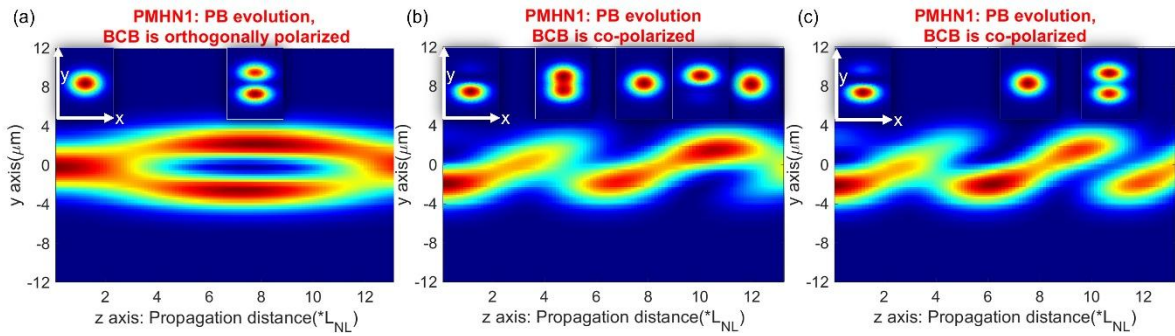 (a)
PMHN1: PB evolution,
BCB is orthogonally polarized
12
8
4
0
-4
-8
-12
y axis(μm)
y
x
2
4
6
8
10
12
z axis: Propagation distance(*L_NL)
(b)
PMHN1: PB evolution
BCB is co-polarized
12
8
4
0
-4
-8
-12
y axis(μm)
y
x
2
4
6
8
10
12
z axis: Propagation distance(*L_NL)
(c)
PMHN1: PB evolution,
BCB is co-polarized
12
8
4
0
-4
-8
-12
y axis(μm)
y
x
2
4
6
8
10
12
z axis: Propagation distance(*L_NL)